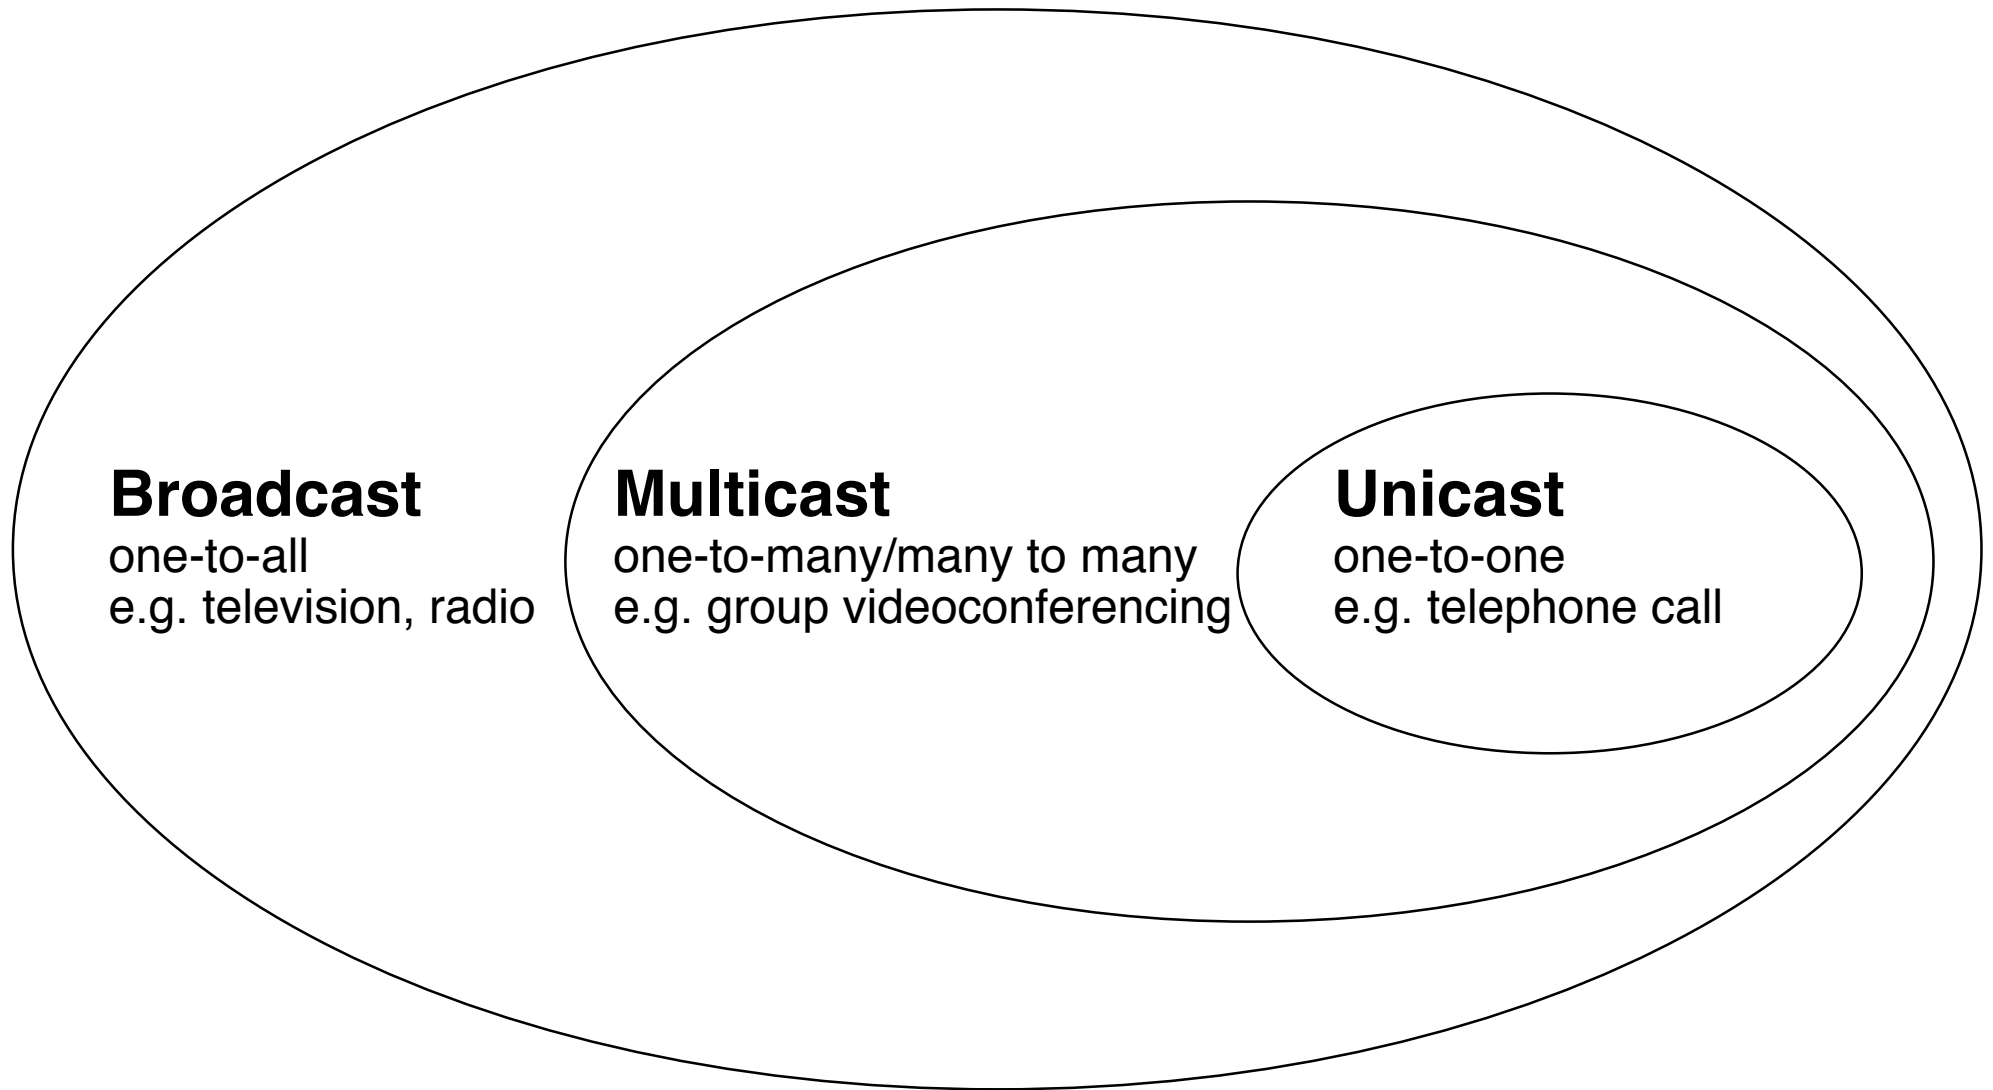 Broadcast
one-to-all
e.g. television, radio
Multicast
one-to-many/many to many
e.g. group videoconferencing
Unicast
one-to-one
e.g. telephone call